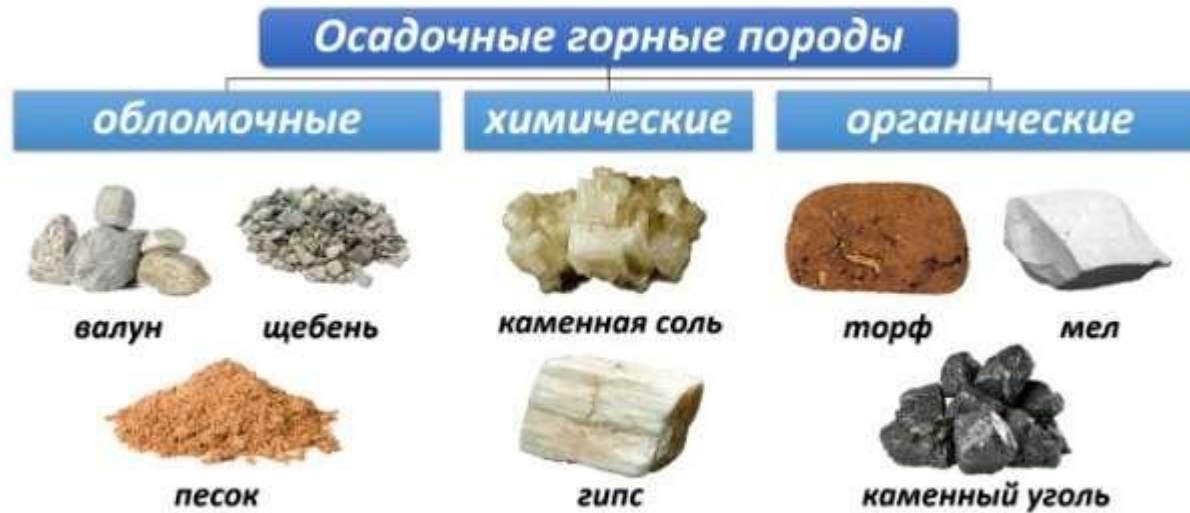 Осадочные горные породы
обломочные
химические
органические
валун
щебень
каменная соль
торф
мел
песок
гипс
каменный уголь